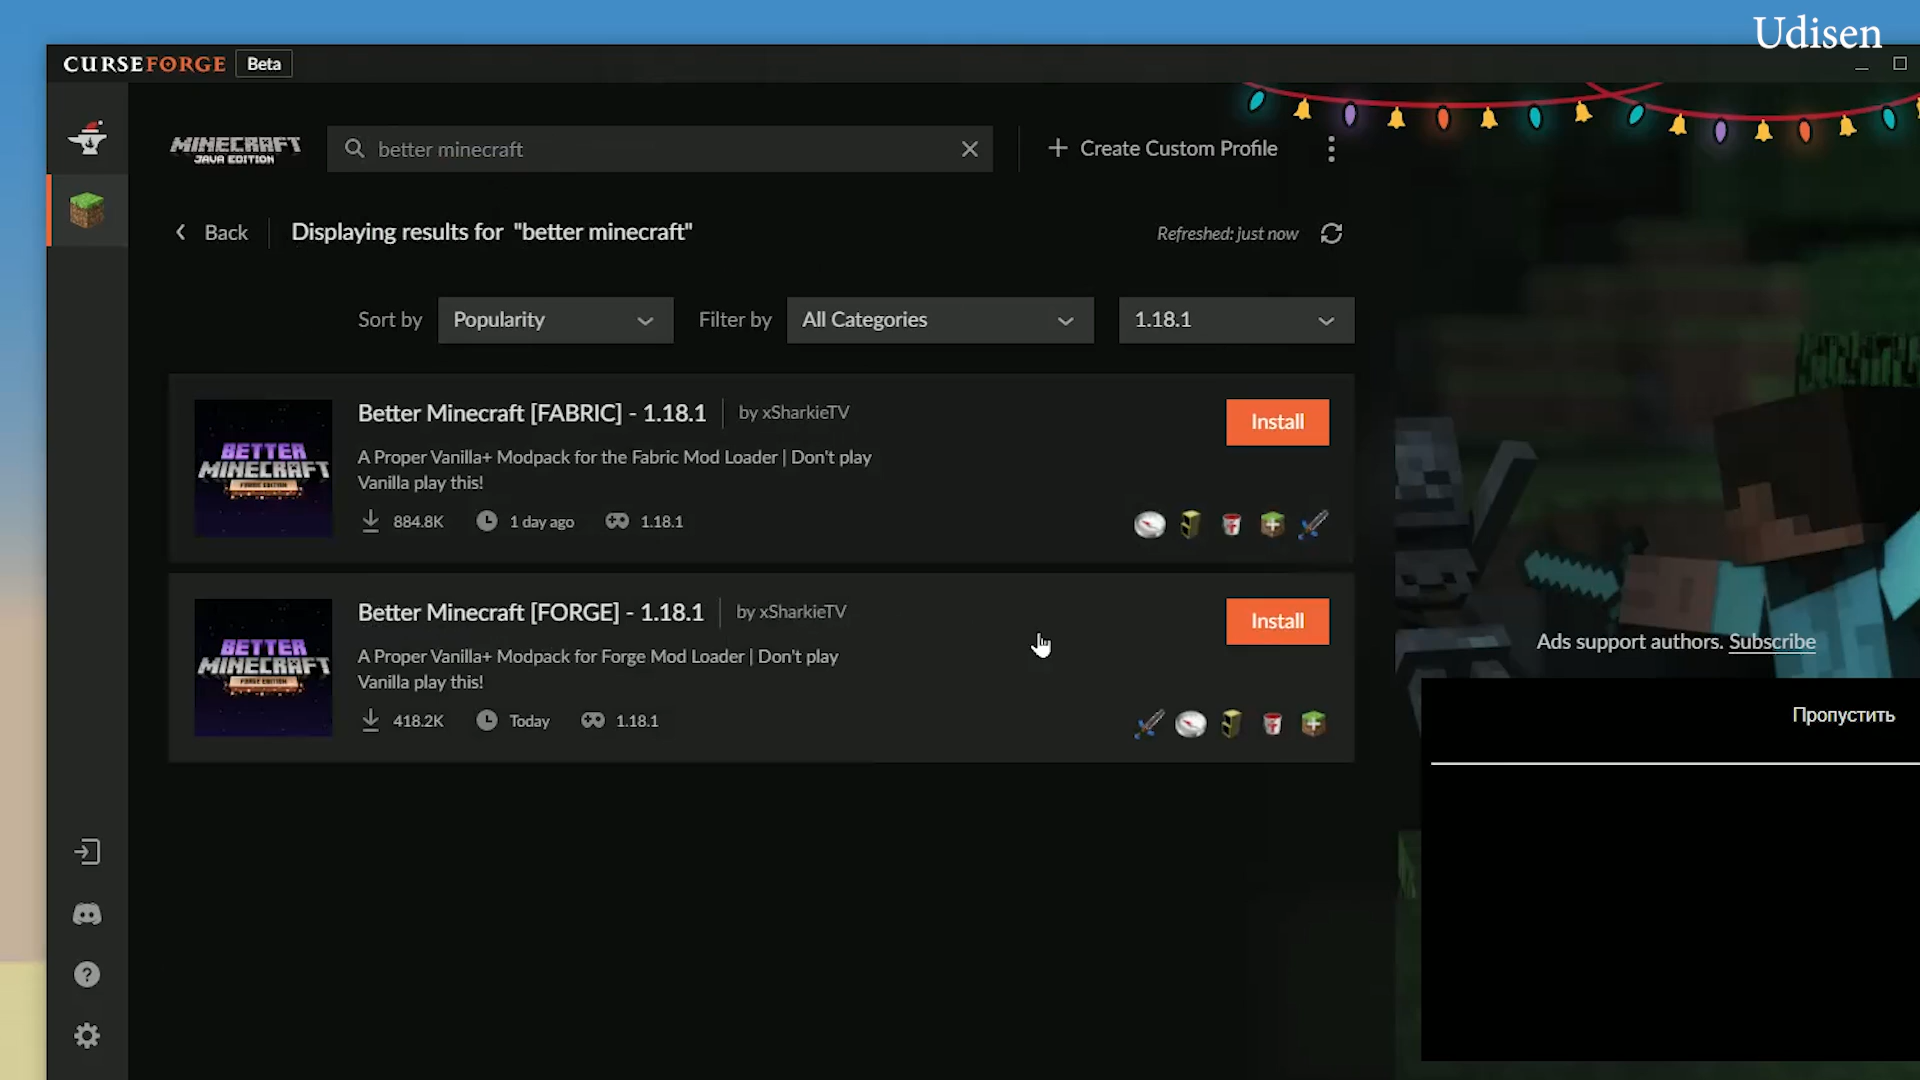 Udisen
CURSEFORGE Beta
MINECRAFT
JAVA EDITION
better minecraft
Create Custom Profile
Back
Displaying results for "better minecraft"
Refreshed: just now
Sort by
Popularity
Filter by
All Categories
1.18.1
BETTER
MINECRAFT
FORGE EDITION
Better Minecraft [FABRIC] - 1.18.1
by xSharkieTV
Install
A Proper Vanilla+ Modpack for the Fabric Mod Loader | Don't play
Vanilla play this!
884.8K
1 day ago
1.18.1
BETTER
MINECRAFT
FORGE EDITION
Better Minecraft [FORGE] - 1.18.1
by xSharkieTV
Install
A Proper Vanilla+ Modpack for Forge Mod Loader | Don't play
Vanilla play this!
418.2K
Today
1.18.1
Ads support authors. Subscribe
Пропустить